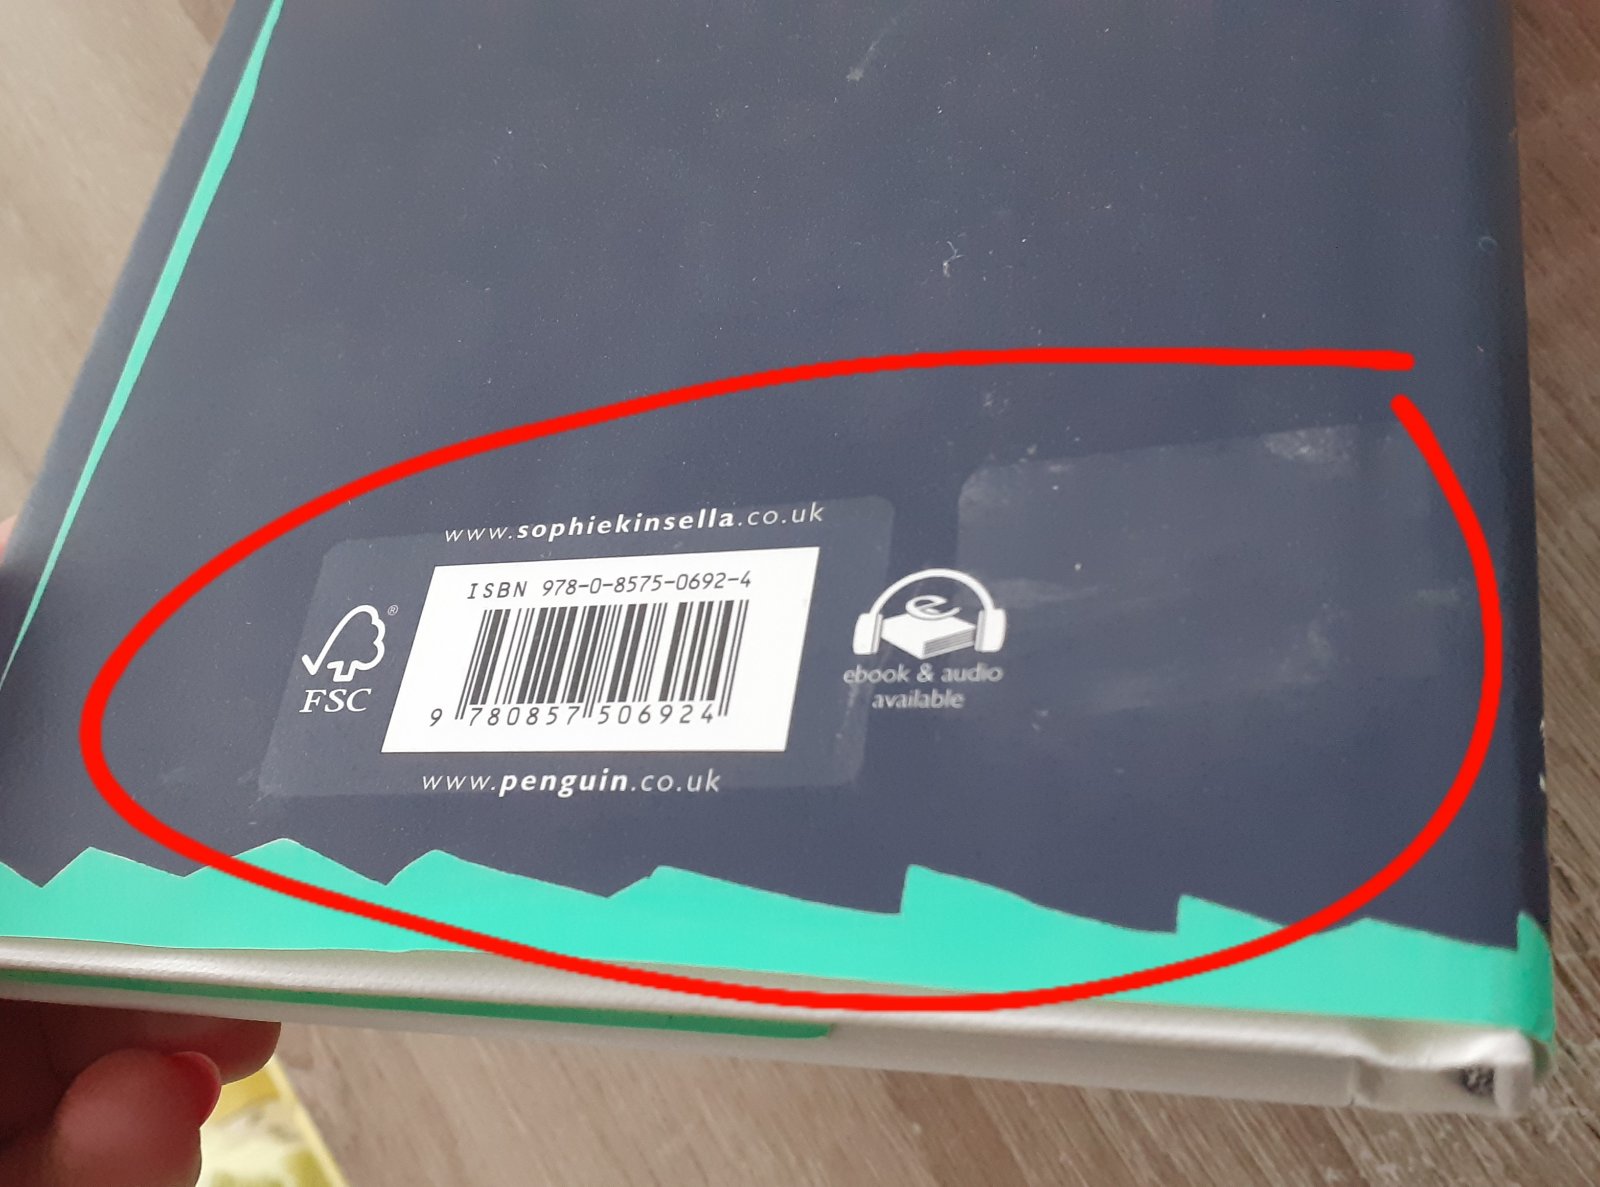 www.sophiekinsella.co.uk
ISBN 978-0-8575-0692-4
9 780857 506924
®
FSC
ebook & audio
available
www.penguin.co.uk